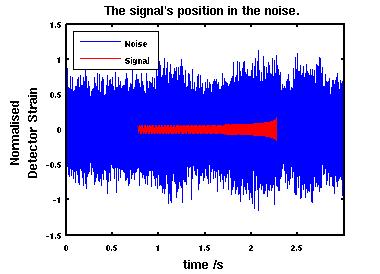 The signal's position in the noise.
1.5
Noise
Signal
1
0.5
0
-0.5
-1
-1.5
Normalised
Detector Strain
0 0.5 1 1.5 2 2.5
time /s